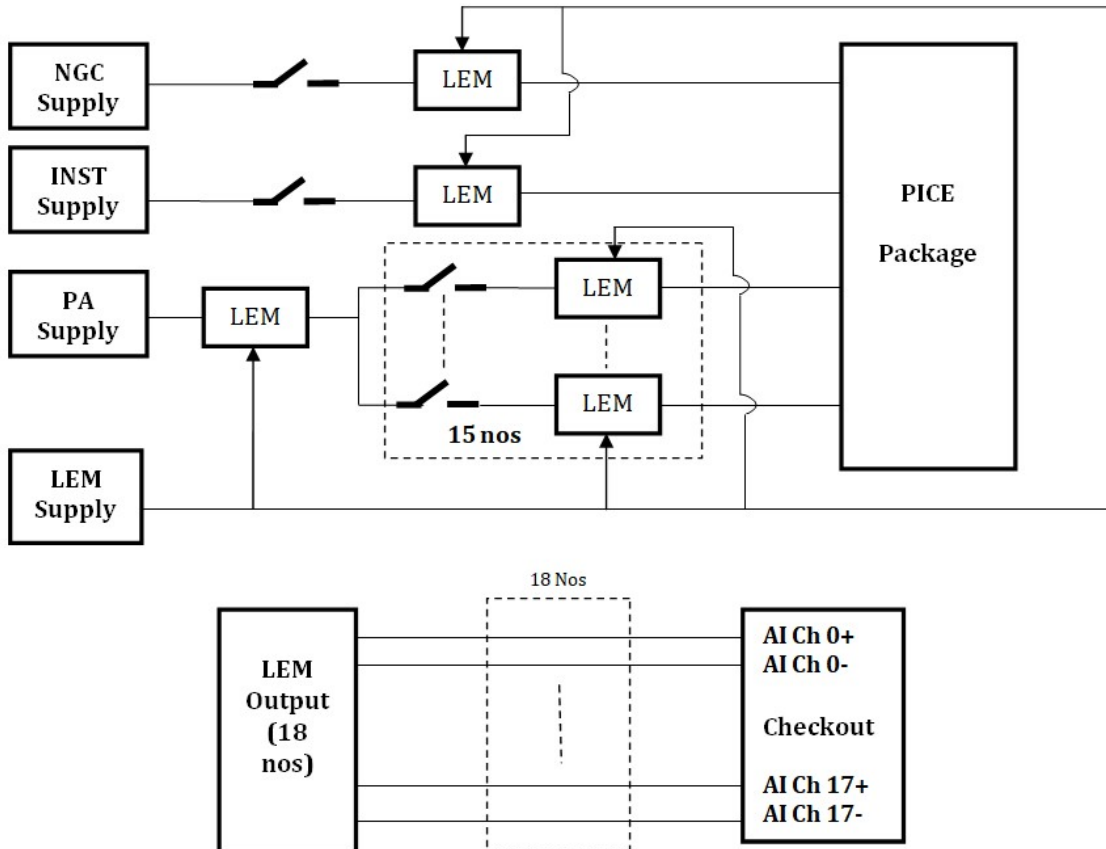 NGC
Supply
LEM
INST
Supply
LEM
PICE
Package
PA
Supply
LEM
LEM
LEM
15 nos
LEM
Supply
18 Nos
LEM
Output
(18
nos)
AI Ch 0+
AI Ch 0-
Checkout
AI Ch 17+
AI Ch 17-